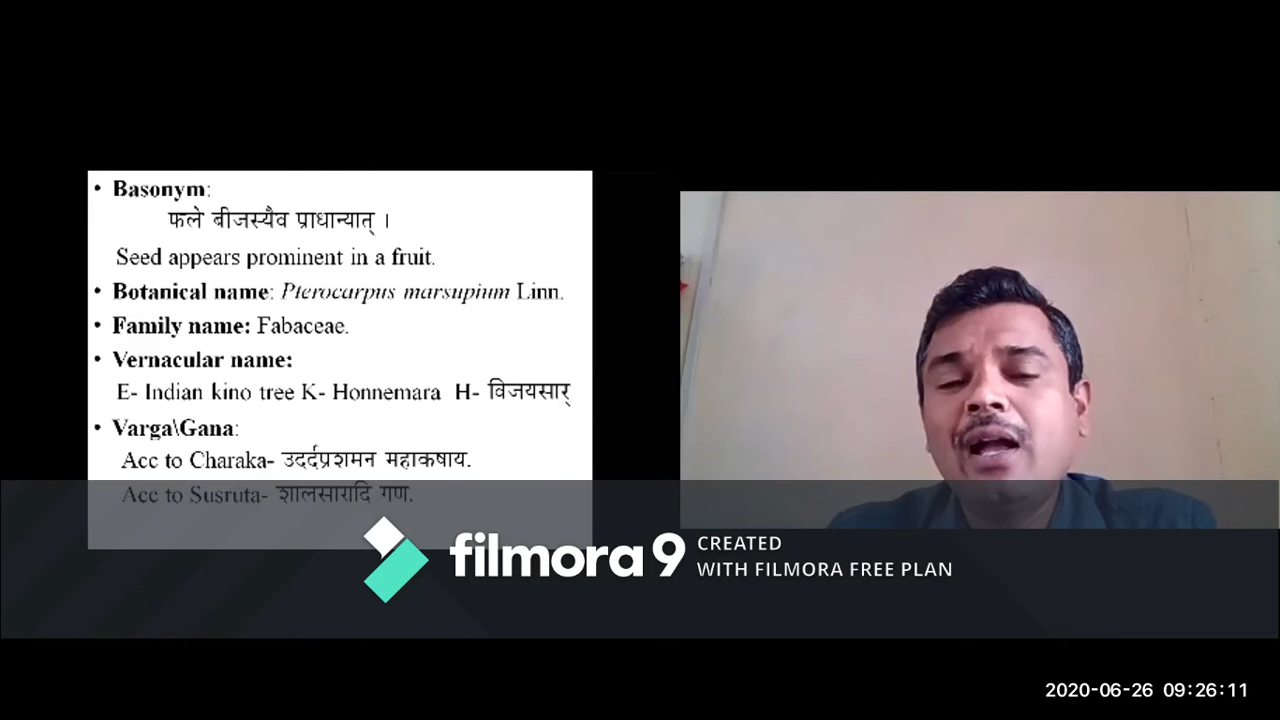 • Basonym:
फले बीजस्यैव प्राधान्यात् ।
Seed appears prominent in a fruit.
• Botanical name: Pterocarpus marsupium Linn.
• Family name: Fabaceae.
• Vernacular name:
E- Indian kino tree K- Honnemara H- विजयसार्
• Varga\Gana:
Acc to Charaka- उदर्दप्रशमन महाकषाय.
Acc to Susruta- शालसारादि गण.
filmora 9 CREATED
WITH FILMORA FREE PLAN
2020-06-26 09:26:11